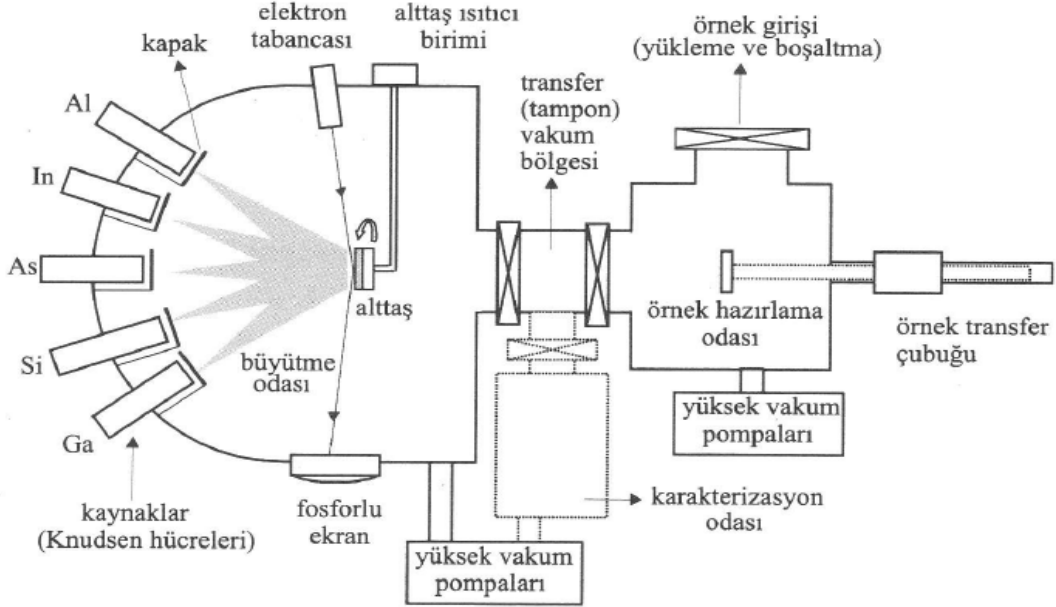 elektron
tabancası
alttaş ısıtıcı
birimi
örnek girişi
(yükleme ve boşaltma)
kapak
transfer
(tampon)
vakum
bölgesi
Al
In
As
Si
Ga
alttaş
büyütme
odası
örnek hazırlama
odası
örnek transfer
çubuğu
yüksek vakum
pompaları
kaynaklar
(Knudsen hücreleri)
fosforlu
ekran
karakterizasyon
odası
yüksek vakum
pompaları